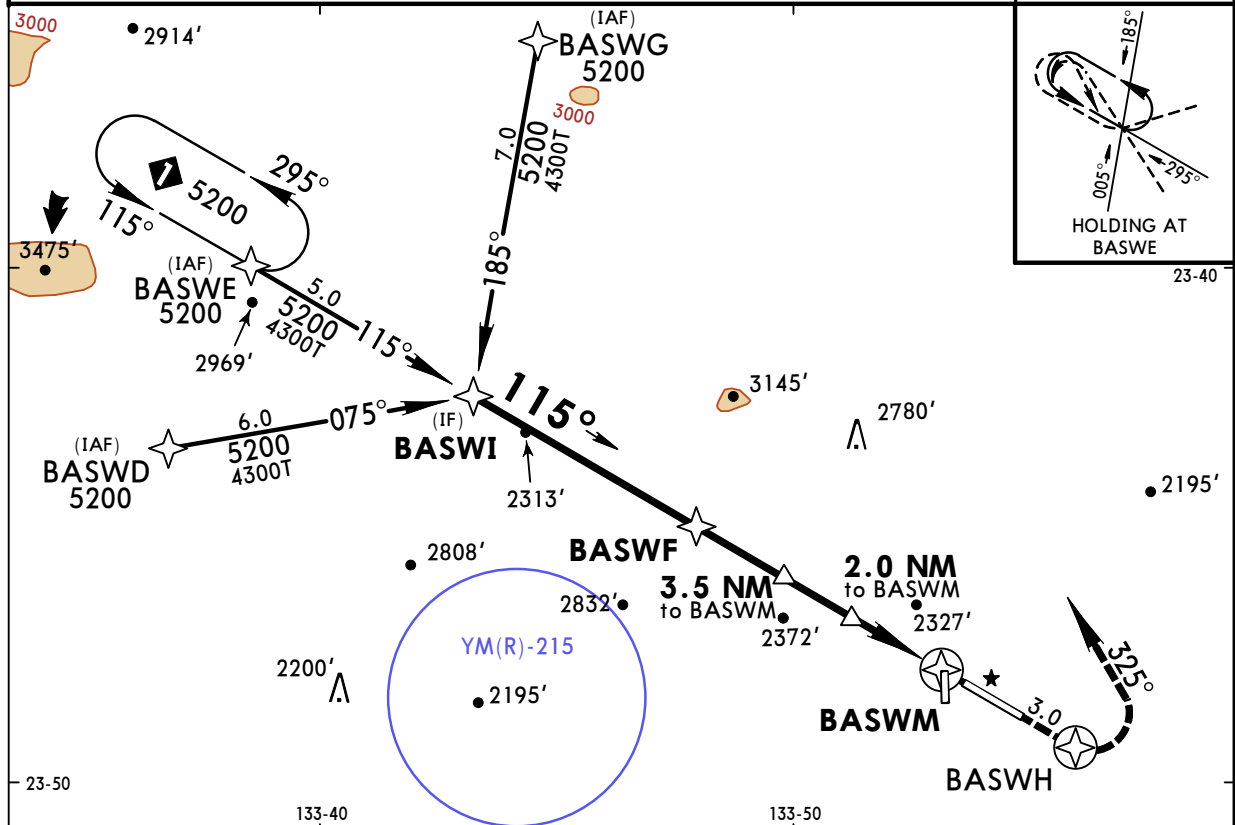 3000
2914'
(IAF)
BASWG
5200
3000
7.0
5200
4300T
185°
185°
005°
295°
HOLDING AT
BASWE
1
5200
295°
115°
3475'
(IAF)
BASWE
5200
5.0
5200
4300T
115°
2969'
23-40
(IAF)
BASWD
5200
6.0
5200
4300T
075°
(IF)
BASWI
115°
2313'
3145'
2780'
2195'
BASWF
3.5 NM
to BASWM
2.0 NM
to BASWM
2808'
2832'
2372'
2327'
YM(R)-215
2195'
2200'
BASWM
3.0
325°
BASWH
23-50
133-40
133-50